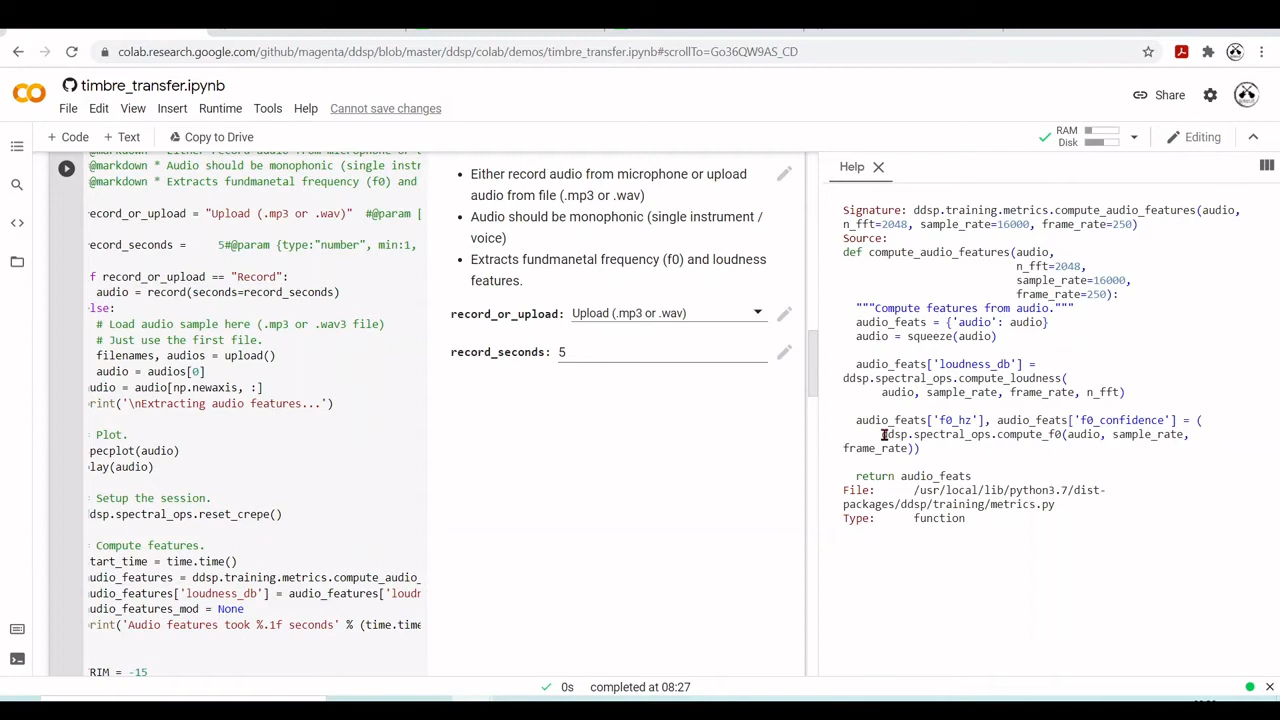 colab.research.google.com/github/magenta/ddsp/blob/master/ddsp/colab/demos/timbre_transfer.ipynb#scrollTo=Go36QW9AS_CD
timbre_transfer.ipynb
Share
File Edit View Insert Runtime Tools Help Cannot save changes
+ Code + Text Copy to Drive
RAM
Disk
Editing
@markdown * Either record audio from microphone or
@markdown * Audio should be monophonic (single instr
@markdown * Extracts fundmanetal frequency (f0) and
record_or_upload = "Upload (.mp3 or .wav)" #@param [
record_seconds = 5#@param {type:"number", min:1,
f record_or_upload == "Record":
audio = record(seconds=record_seconds)
lse:
# Load audio sample here (.mp3 or .wav3 file)
# Just use the first file.
filenames, audios = upload()
audio = audios[0]
udio = audio[np.newaxis, :]
rint('\nExtracting audio features...')
Plot.
pecplot(audio)
lay(audio)
Setup the session.
ddsp.spectral_ops.reset_crepe()
Compute features.
tart_time = time.time()
udio_features = ddsp.training.metrics.compute_audio_
udio_features['loudness_db'] = audio_features['loudn
udio_features_mod = None
rint('Audio features took %.1f seconds' % (time.time
RIM = -15
• Either record audio from microphone or upload
audio from file (.mp3 or .wav)
• Audio should be monophonic (single instrument /
voice)
• Extracts fundmanetal frequency (f0) and loudness
features.
record_or_upload: Upload (.mp3 or .wav)
record_seconds: 5
Help
Signature: ddsp.training.metrics.compute_audio_features(audio,
n_fft=2048, sample_rate=16000, frame_rate=250)
Source:
def compute_audio_features(audio,
n_fft=2048,
sample_rate=16000,
frame_rate=250):
"""Compute features from audio."""
audio_feats = {'audio': audio}
audio = squeeze(audio)
audio_feats['loudness_db'] =
ddsp.spectral_ops.compute_loudness(
audio, sample_rate, frame_rate, n_fft)
audio_feats['f0_hz'], audio_feats['f0_confidence'] = (
ddsp.spectral_ops.compute_f0(audio, sample_rate,
frame_rate))
return audio_feats
File: /usr/local/lib/python3.7/dist-
packages/ddsp/training/metrics.py
Type: function
0s completed at 08:27